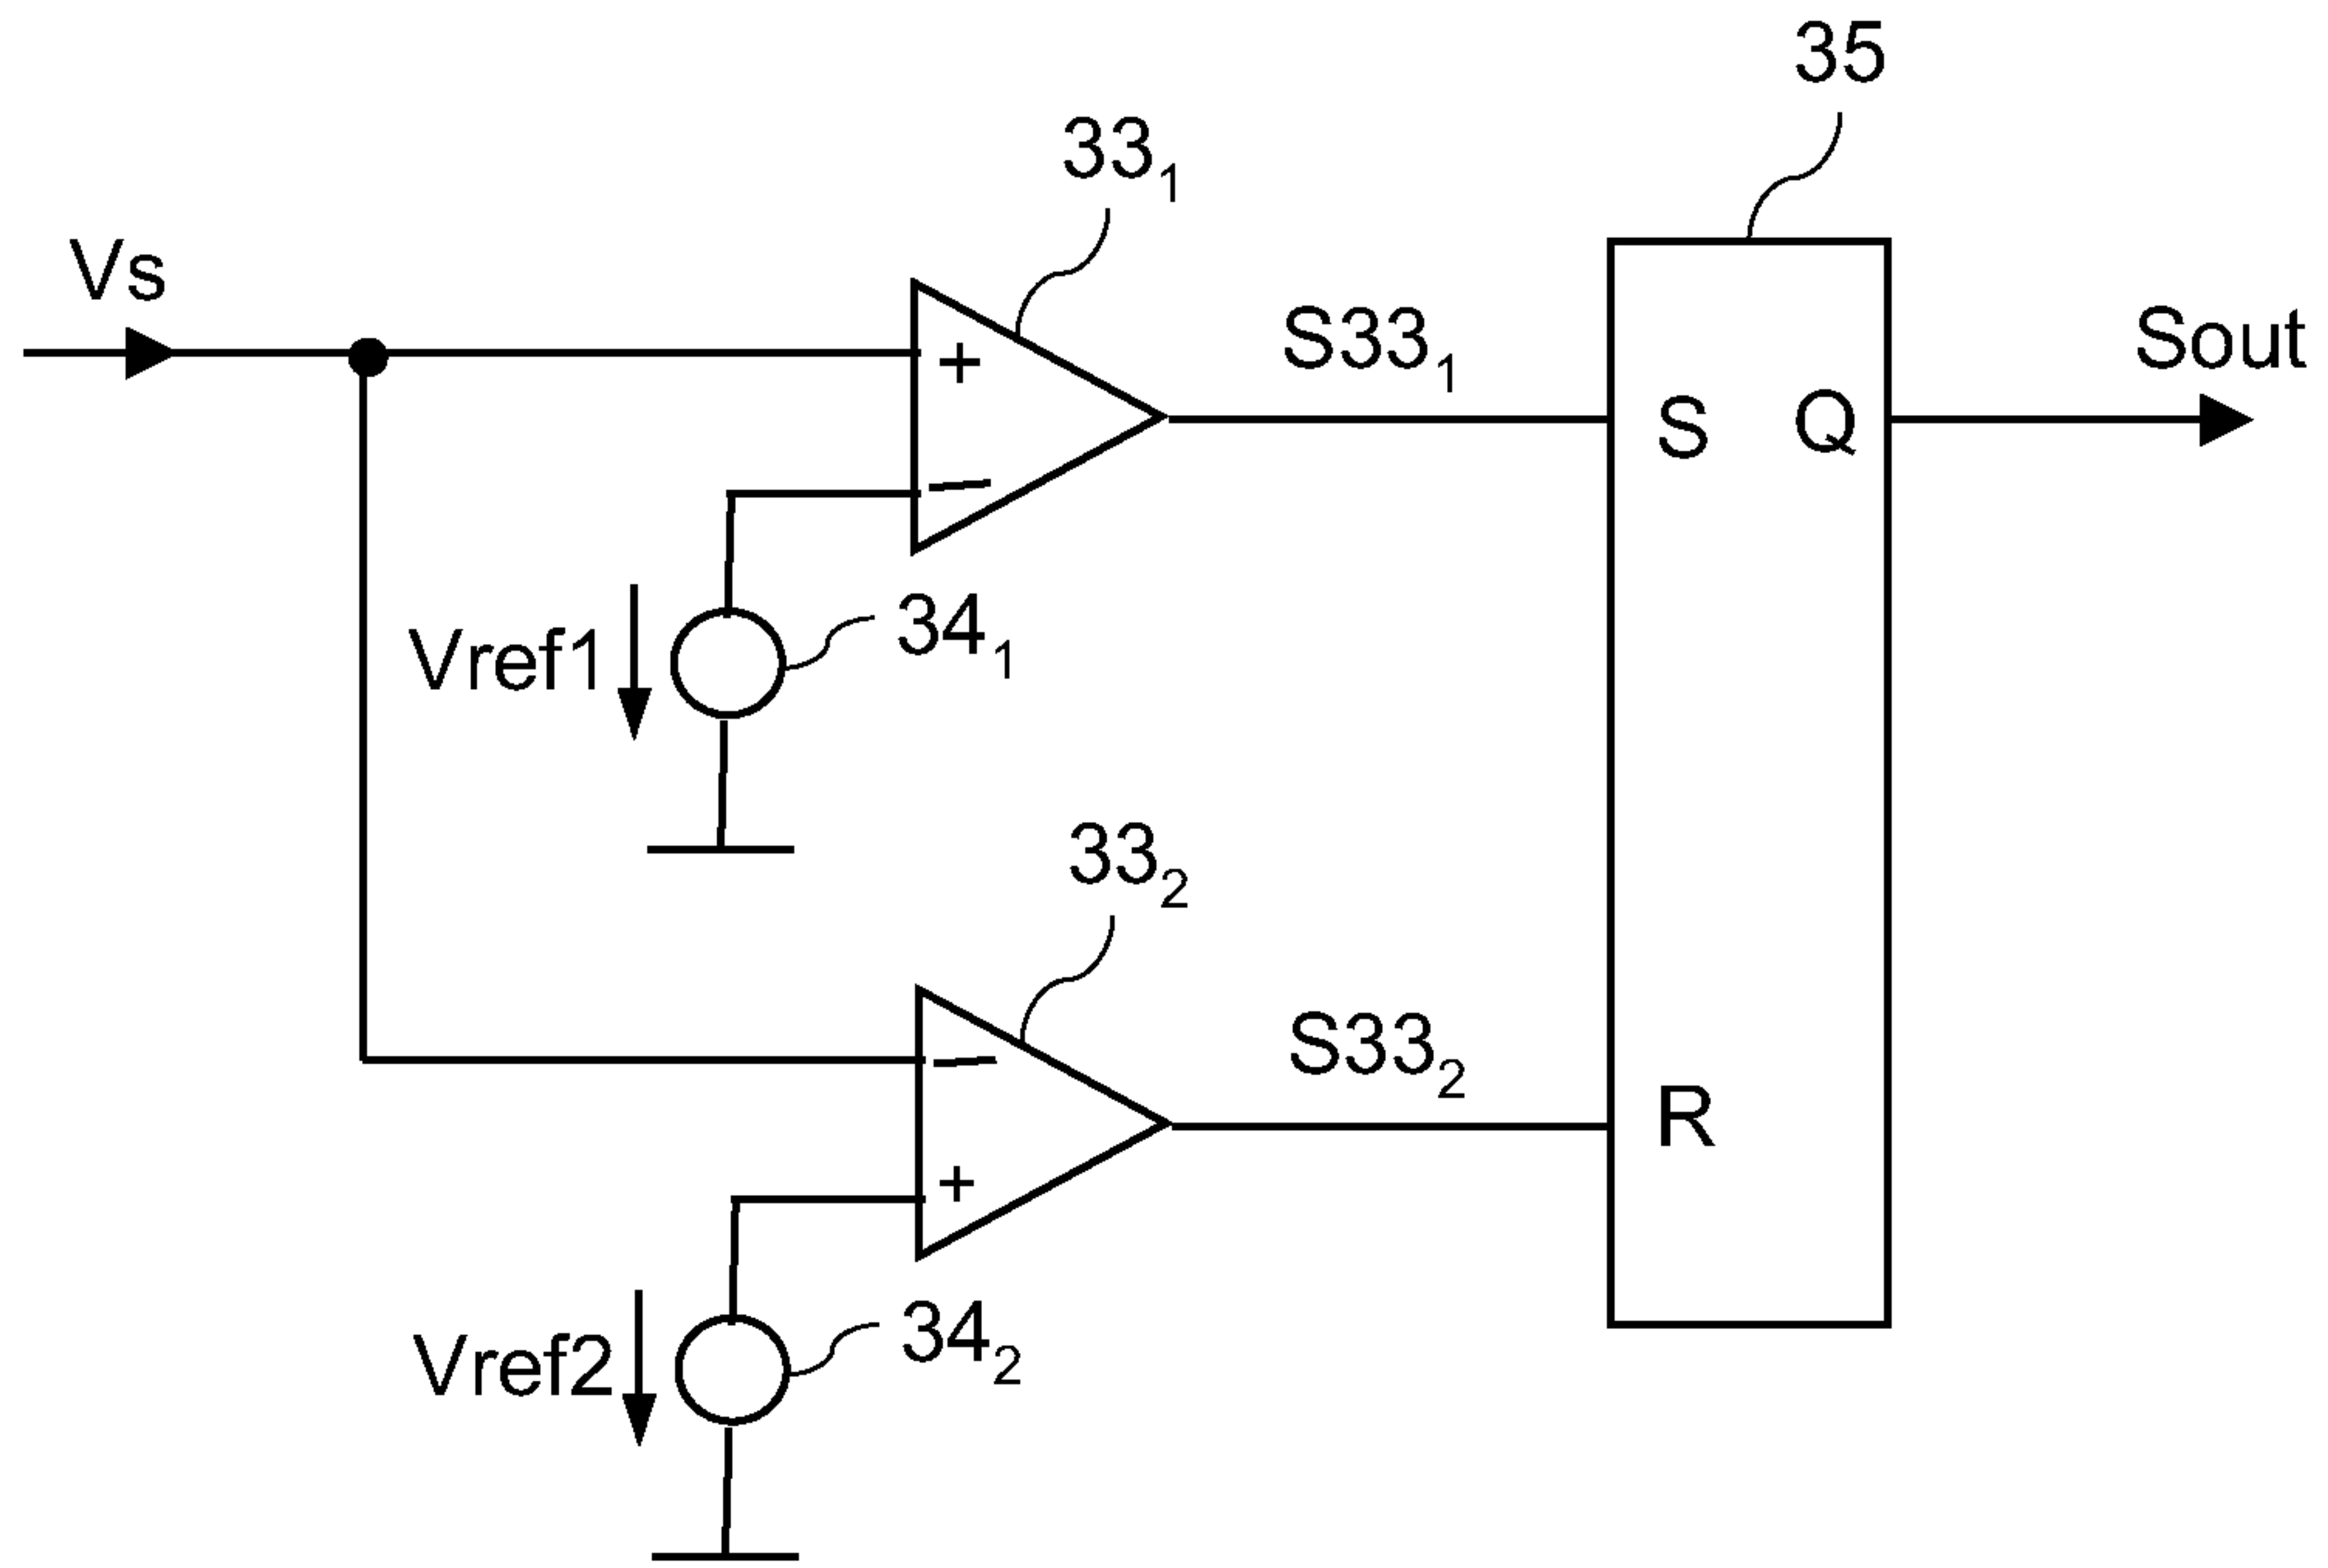 35
33₁
Vs
S33₁
Sout
+
S Q
−
Vref1
34₁
33₂
S33₂
−
R
+
Vref2
34₂